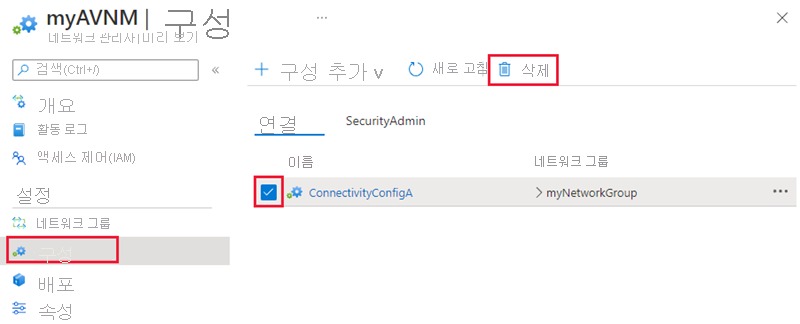 myAVNM | 구성
네트워크 관리사|미리 보기
검색(Ctrl+/)
개요
활동 로그
액세스 제어(IAM)
설정
네트워크 그룹
구성
배포
속성
구성 추가 v
새로 고침
삭제
연결 SecurityAdmin
이름 네트워크 그룹
ConnectivityConfigA > myNetworkGroup